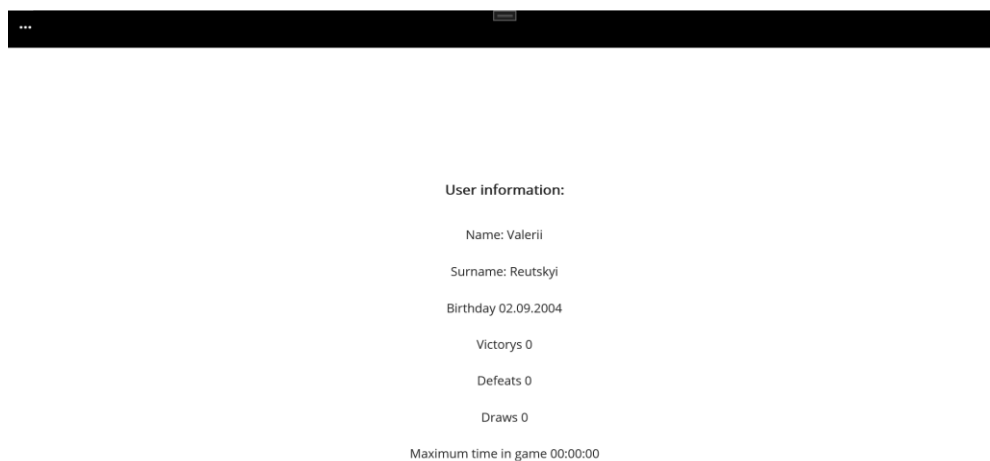 ...
User information:
Name: Valerii
Surname: Reutskyi
Birthday 02.09.2004
Victorys 0
Defeats 0
Draws 0
Maximum time in game 00:00:00